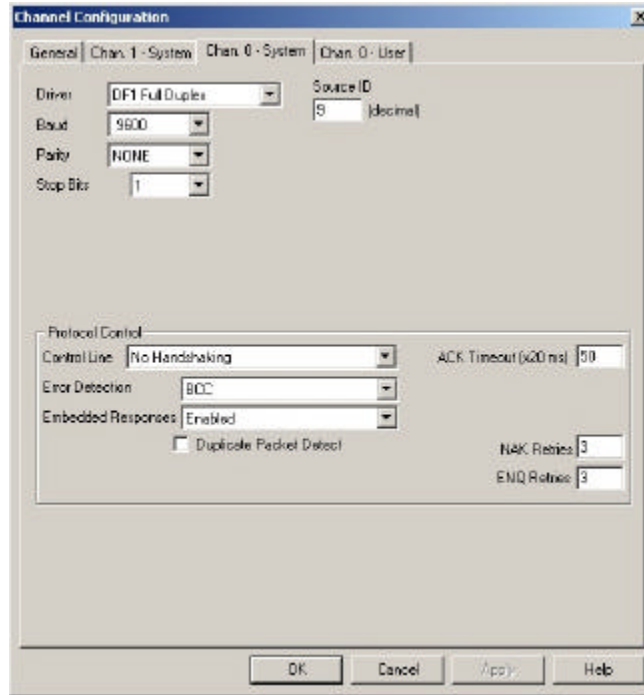 Channel Configuration
General Chan. 1 - System Chan. 0 - System Chan. 0 - User
Driver DF1 Full Duplex
Source ID
9 (decimal)
Baud 9600
Parity NONE
Stop Bits 1
Protocol Control
Control Line No Handshaking
ACK Timeout (x20 ms) 50
Error Detection BCC
Embedded Responses Enabled
Duplicate Packet Detect
NAK Retries 3
ENQ Retries 3
OK Cancel Apply Help